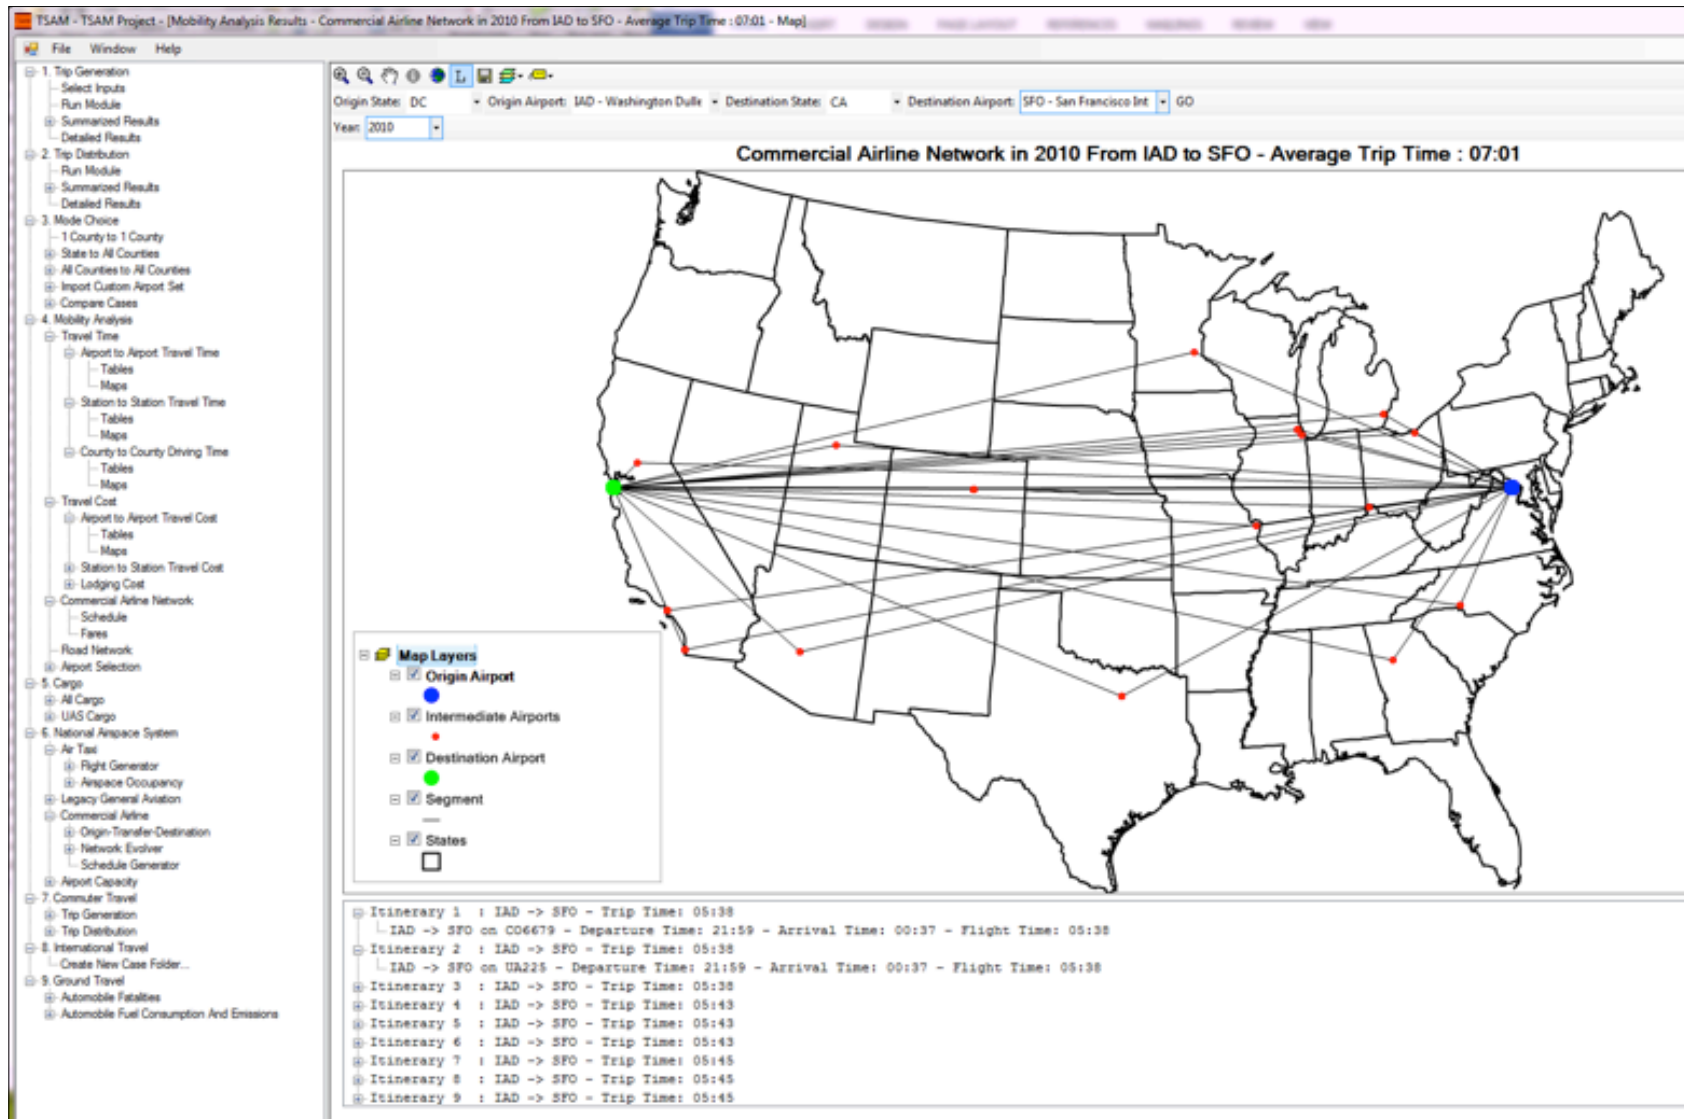 TSAM - TSAM Project - [Mobility Analysis Results - Commercial Airline Network in 2010 From IAD to SFO - Average Trip Time : 07:01 - Map]
File Window Help
1. Trip Generation
Select Inputs
Run Module
Summarized Results
Detailed Results
2. Trip Distribution
Run Module
Summarized Results
Detailed Results
3. Mode Choice
1 County to 1 County
State to All Counties
All Counties to All Counties
Import Custom Airport Set
Compare Cases
4. Mobility Analysis
Travel Time
Airport to Airport Travel Time
Tables
Maps
Station to Station Travel Time
Tables
Maps
County to County Driving Time
Tables
Maps
Travel Cost
Airport to Airport Travel Cost
Tables
Maps
Station to Station Travel Cost
Lodging Cost
Commercial Airline Network
Schedule
Fares
Road Network
Airport Selection
5. Cargo
All Cargo
UAS Cargo
6. National Airspace System
Air Taxi
Flight Generator
Airspace Occupancy
Legacy General Aviation
Commercial Airline
Origin-Transfer-Destination
Network Evolver
Schedule Generator
Airport Capacity
7. Commuter Travel
Trip Generation
Trip Distribution
8. International Travel
Create New Case Folder...
9. Ground Travel
Automobile Fatalities
Automobile Fuel Consumption And Emissions
L
Origin State: DC Origin Airport: IAD - Washington Dulle Destination State: CA Destination Airport: SFO - San Francisco Int GO
Year: 2010
Commercial Airline Network in 2010 From IAD to SFO - Average Trip Time : 07:01
Map Layers
Origin Airport
Intermediate Airports
Destination Airport
Segment
States
Itinerary 1 : IAD -> SFO - Trip Time: 05:38
IAD -> SFO on CO6679 - Departure Time: 21:59 - Arrival Time: 00:37 - Flight Time: 05:38
Itinerary 2 : IAD -> SFO - Trip Time: 05:38
IAD -> SFO on UA225 - Departure Time: 21:59 - Arrival Time: 00:37 - Flight Time: 05:38
Itinerary 3 : IAD -> SFO - Trip Time: 05:38
Itinerary 4 : IAD -> SFO - Trip Time: 05:43
Itinerary 5 : IAD -> SFO - Trip Time: 05:43
Itinerary 6 : IAD -> SFO - Trip Time: 05:43
Itinerary 7 : IAD -> SFO - Trip Time: 05:45
Itinerary 8 : IAD -> SFO - Trip Time: 05:45
Itinerary 9 : IAD -> SFO - Trip Time: 05:45